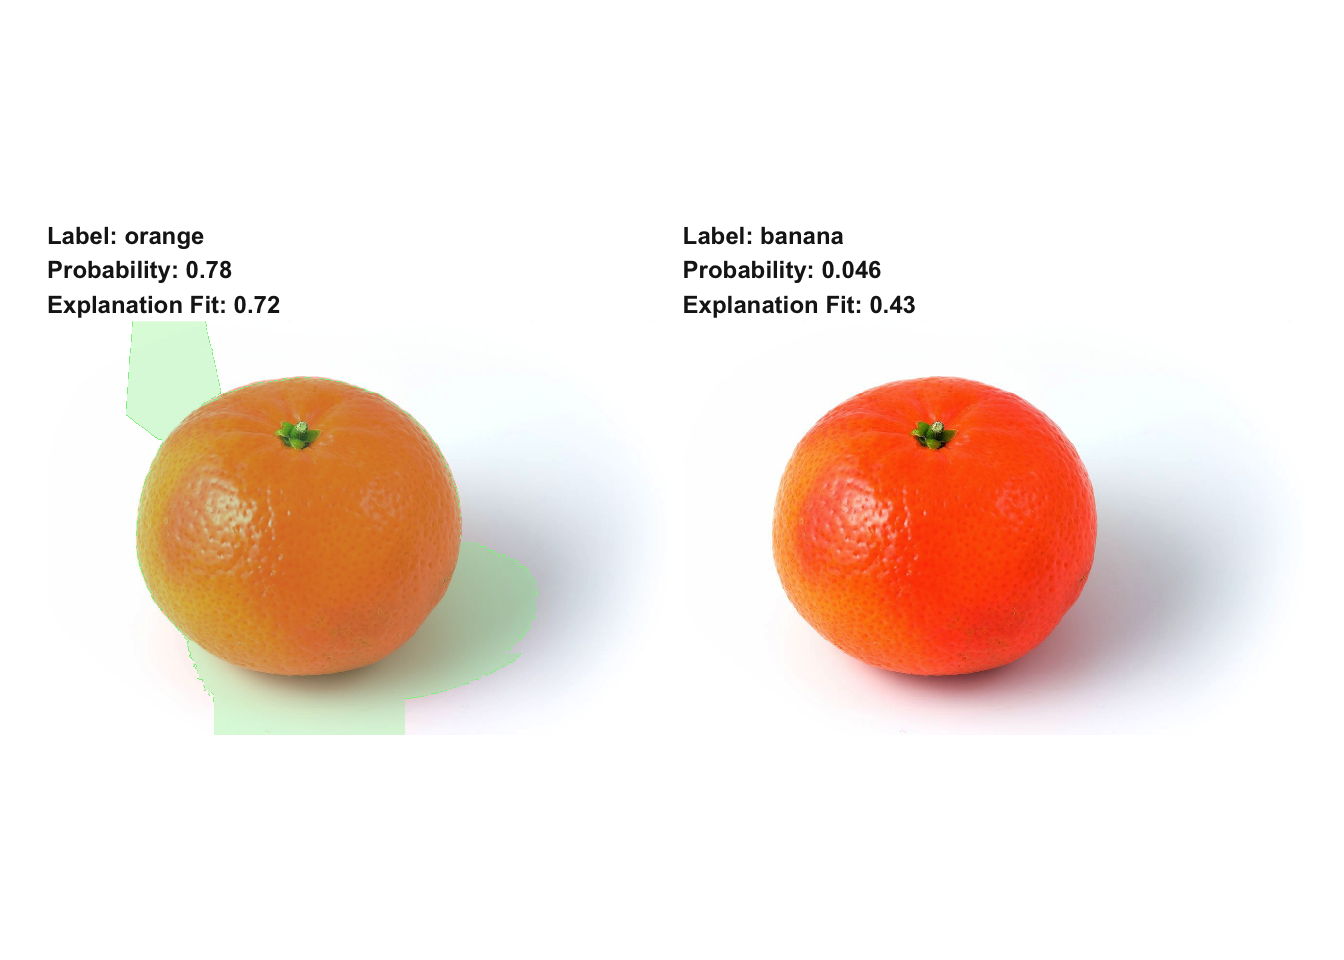 Label: orange
Probability: 0.78
Explanation Fit: 0.72
Label: banana
Probability: 0.046
Explanation Fit: 0.43